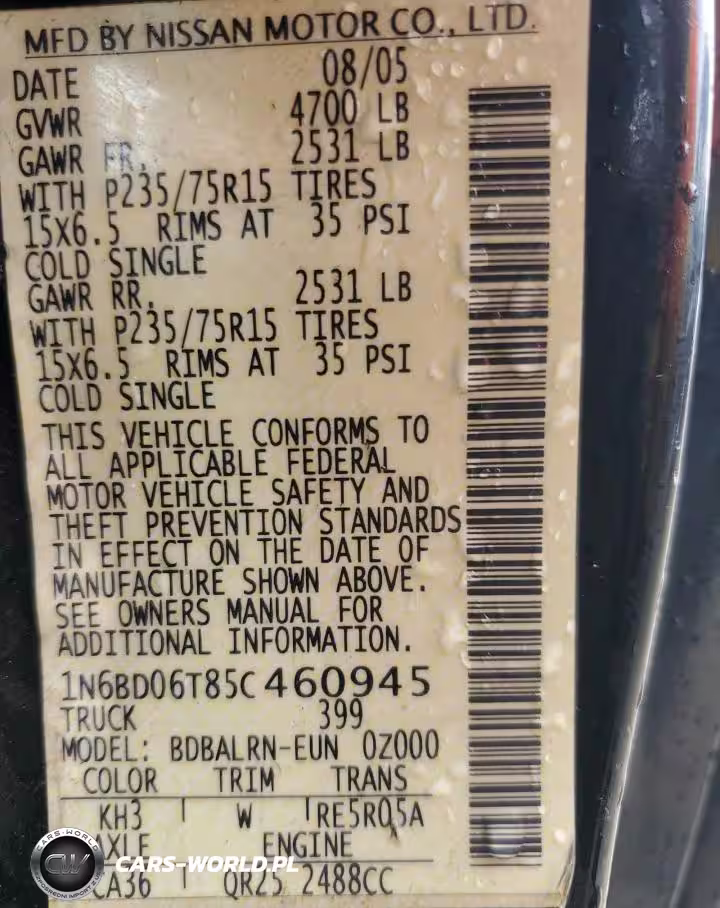 MFD BY NISSAN MOTOR CO., LTD.
DATE 08/05
GVWR 4700 LB
GAWR FR. 2531 LB
WITH P235/75R15 TIRES
15X6.5 RIMS AT 35 PSI
COLD SINGLE
GAWR RR. 2531 LB
WITH P235/75R15 TIRES
15X6.5 RIMS AT 35 PSI
COLD SINGLE
THIS VEHICLE CONFORMS TO
ALL APPLICABLE FEDERAL
MOTOR VEHICLE SAFETY AND
THEFT PREVENTION STANDARDS
IN EFFECT ON THE DATE OF
MANUFACTURE SHOWN ABOVE.
SEE OWNERS MANUAL FOR
ADDITIONAL INFORMATION.
1N6BD06T85C460945
TRUCK 399
MODEL: BDBALRN-EUN 0Z000
COLOR TRIM TRANS
KH3 W RE5R05A
AXLE ENGINE
CA36 QR25 2488CC
CARS-WORLD
CW
CARS-WORLD.PL